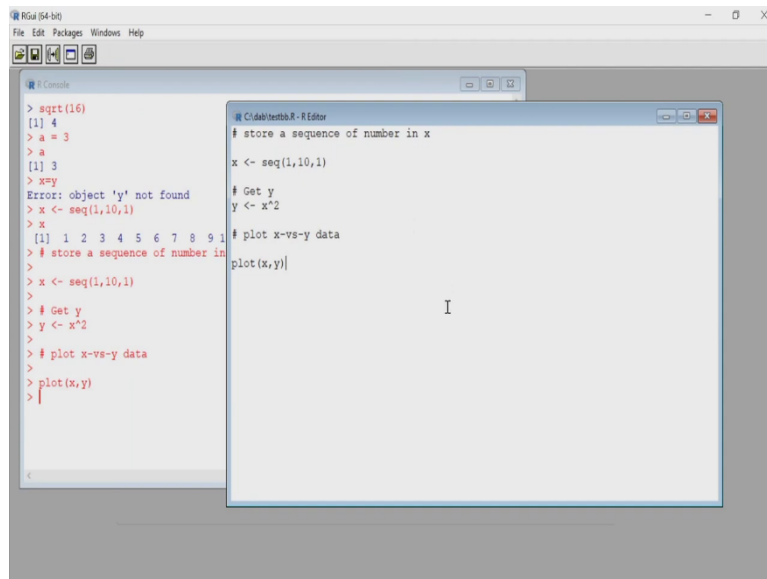 RGui (64-bit)
File Edit Packages Windows Help
R Console
> sqrt(16)
[1] 4
> a = 3
> a
[1] 3
> x=y
Error: object 'y' not found
> x <- seq(1,10,1)
> x
[1] 1 2 3 4 5 6 7 8 9 1
> # store a sequence of number in
>
> x <- seq(1,10,1)
>
> # Get y
> y <- x^2
>
> # plot x-vs-y data
>
> plot(x,y)
>
C:\dab\testbb.R - R Editor
# store a sequence of number in x
x <- seq(1,10,1)
# Get y
y <- x^2
# plot x-vs-y data
plot(x,y)